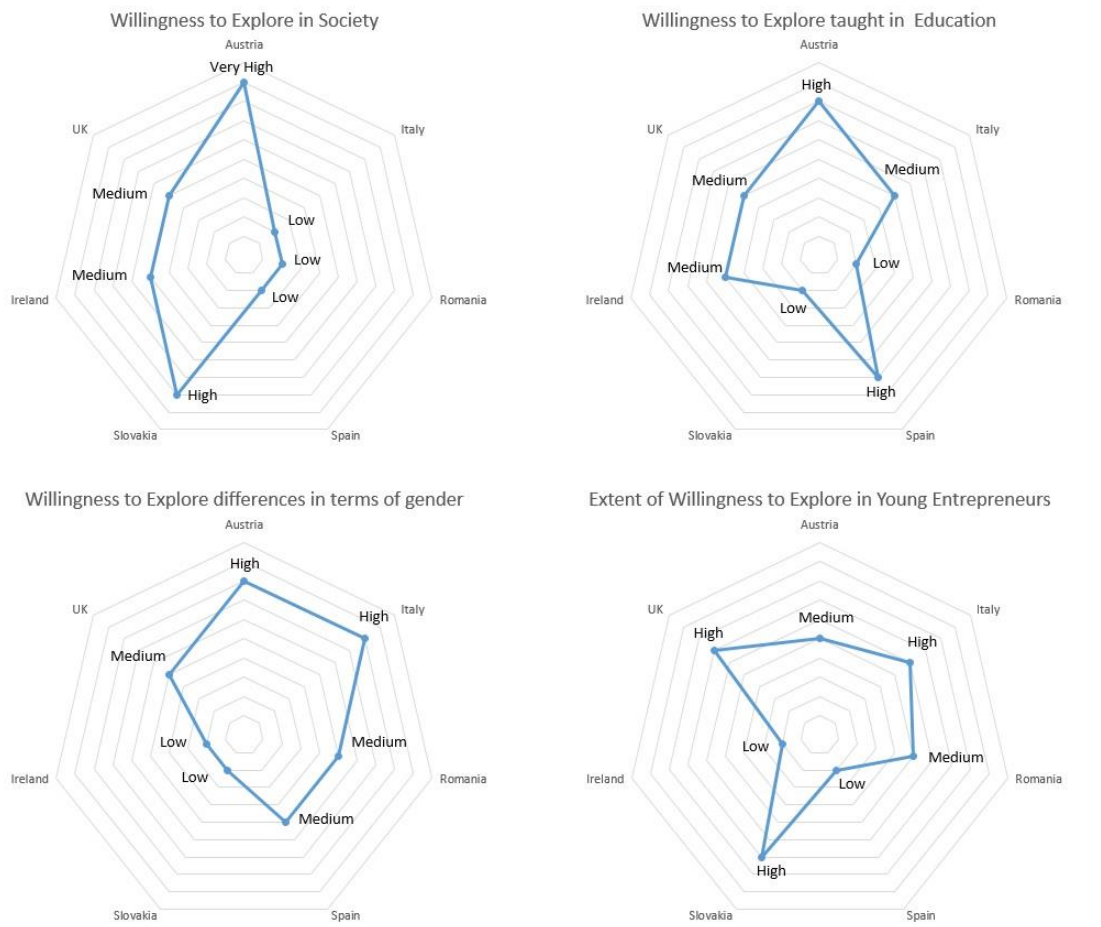 Willingness to Explore in Society
Austria
Very High
UK
Italy
Medium
Low
Low
Medium
Low
Ireland
Romania
High
Slovakia
Spain
Willingness to Explore taught in  Education
Austria
High
UK
Italy
Medium
Medium
Low
Medium
Low
Ireland
Romania
High
Slovakia
Spain
Willingness to Explore differences in terms of gender
Austria
High
UK
Italy
High
Medium
Low
Medium
Low
Ireland
Romania
Medium
Slovakia
Spain
Extent of Willingness to Explore in Young Entrepreneurs
Austria
UK
Italy
Medium
High
High
Low
Medium
Ireland
Romania
Low
High
Slovakia
Spain